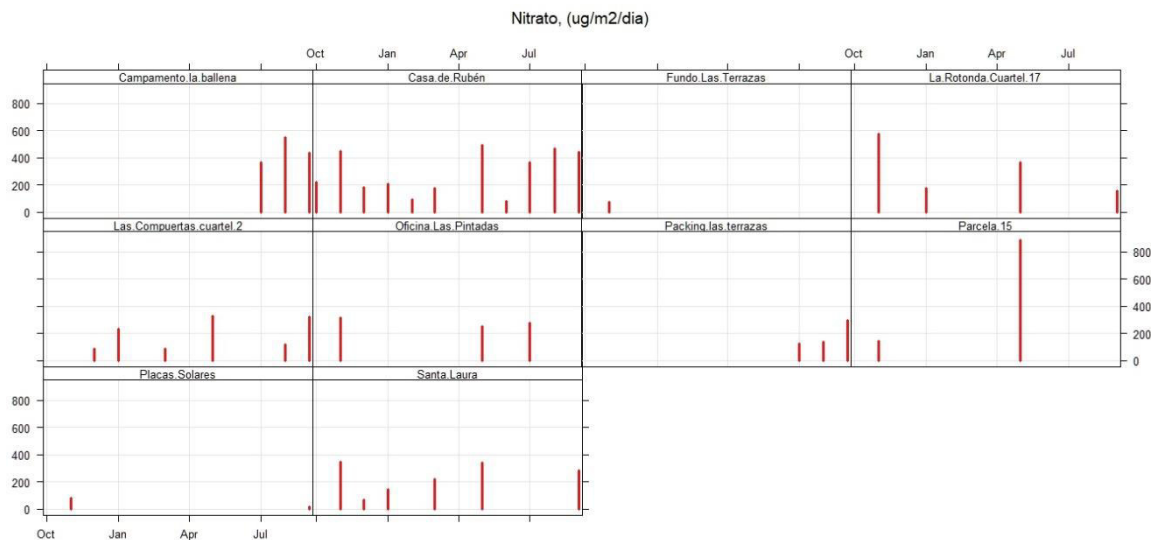 Nitrato, (ug/m2/dia)
Oct Jan Apr Jul Oct Jan Apr Jul
Campamento.la.ballena Casa.de.Rubén Fundo.Las.Terrazas La.Rotonda.Cuartel.17
800
600
400
200
0
Las.Compuertas.cuartel.2 Oficina.Las.Pintadas Packing.las.terrazas Parcela.15
800
600
400
200
0
Placas.Solares Santa.Laura
800
600
400
200
0
Oct Jan Apr Jul